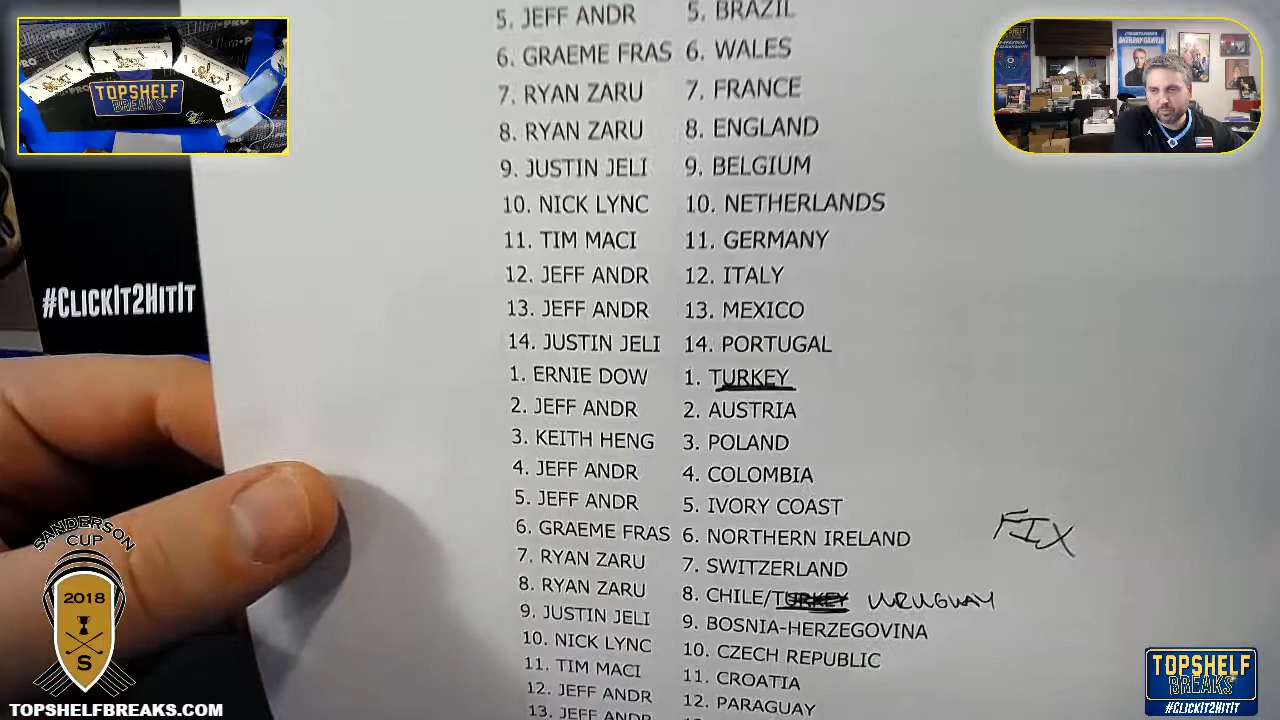 5. JEFF ANDR 5. BRAZIL
6. GRAEME FRAS 6. WALES
7. RYAN ZARU 7. FRANCE
8. RYAN ZARU 8. ENGLAND
9. JUSTIN JELI 9. BELGIUM
10. NICK LYNC 10. NETHERLANDS
11. TIM MACI 11. GERMANY
12. JEFF ANDR 12. ITALY
13. JEFF ANDR 13. MEXICO
14. JUSTIN JELI 14. PORTUGAL
1. ERNIE DOW 1. TURKEY
2. JEFF ANDR 2. AUSTRIA
3. KEITH HENG 3. POLAND
4. JEFF ANDR 4. COLOMBIA
5. JEFF ANDR 5. IVORY COAST
6. GRAEME FRAS 6. NORTHERN IRELAND
FIX
7. RYAN ZARU 7. SWITZERLAND
8. RYAN ZARU 8. CHILE/TURKEY URUGUAY
9. JUSTIN JELI 9. BOSNIA-HERZEGOVINA
10. NICK LYNC 10. CZECH REPUBLIC
11. TIM MACI 11. CROATIA
12. JEFF ANDR 12. PARAGUAY
13. JEFF ANDR
TOPSHELF
BREAKS
#CLICKIT2HITIT
SANDERSON
CUP
2018
S
TOPSHELFBREAKS.COM
TOPSHELF
BREAKS
#CLICKIT2HITIT